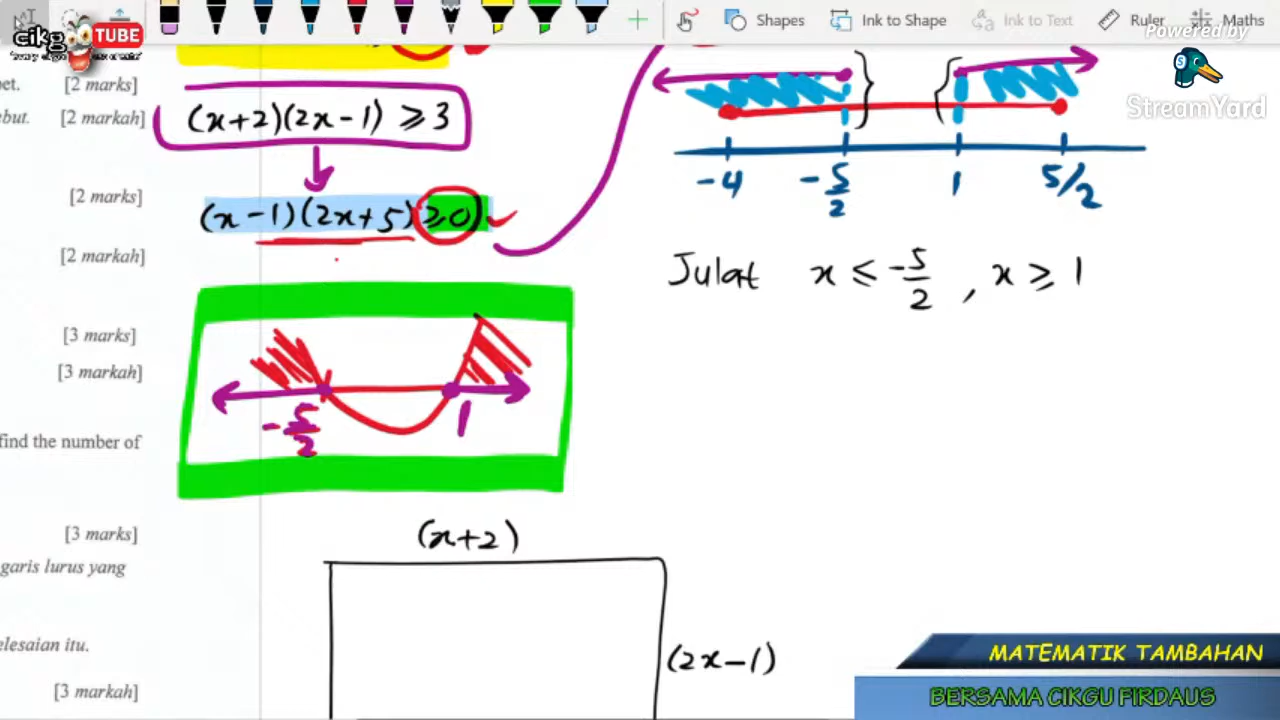 cikgooTUBE
Shapes
Ink to Shape
Ink to Text
Ruler
Maths
Powered by
StreamYard
pet.
[2 marks]
ebut.
[2 markah]
[2 marks]
[2 markah]
[3 marks]
[3 markah]
find the number of
[3 marks]
garis lurus yang
elesaian itu.
[3 markah]
(x+2)(2x-1) ≥ 3
(x-1)(2x+5) ≥ 0
-5/2
1
-4
-5/2
1
5/2
Julat x ≤ -5/2 , x ≥ 1
(x+2)
(2x-1)
MATEMATIK TAMBAHAN
BERSAMA CIKGU FIRDAUS